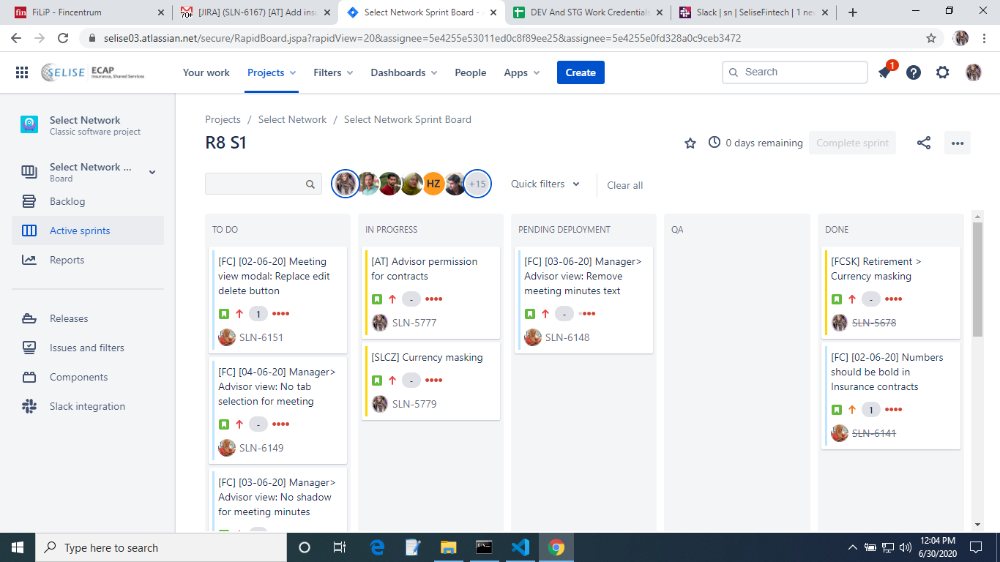 FiLiP - Fincentrum
70+
[JIRA] (SLN-6167) [AT] Add insu
Select Network Sprint Board -
DEV And STG Work Credentials
Slack | sn | SeliseFintech | 1 new
selise03.atlassian.net/secure/RapidBoard.jspa?rapidView=20&assignee=5e4255e53011ed0c8f89ee25&assignee=5e4255e0fd328a0c9ceb3472
SELISE ECAP
Insurance, Shared Services
Your work
Projects
Filters
Dashboards
People
Apps
Create
Search
1
Select Network
Classic software project
Select Network ...
Board
Backlog
Active sprints
Reports
Releases
Issues and filters
Components
Slack integration
Projects / Select Network / Select Network Sprint Board
R8 S1
0 days remaining
Complete sprint
HZ
+15
Quick filters
Clear all
TO DO
[FC] [02-06-20] Meeting
view modal: Replace edit
delete button
1
SLN-6151
[FC] [04-06-20] Manager>
Advisor view: No tab
selection for meeting
-
SLN-6149
[FC] [03-06-20] Manager>
Advisor view: No shadow
for meeting minutes
IN PROGRESS
[AT] Advisor permission
for contracts
-
SLN-5777
[SLCZ] Currency masking
-
SLN-5779
PENDING DEPLOYMENT
[FC] [03-06-20] Manager>
Advisor view: Remove
meeting minutes text
-
SLN-6148
QA
DONE
[FCSK] Retirement >
Currency masking
-
SLN-5678
[FC] [02-06-20] Numbers
should be bold in
Insurance contracts
1
SLN-6141
Type here to search
12:04 PM
6/30/2020